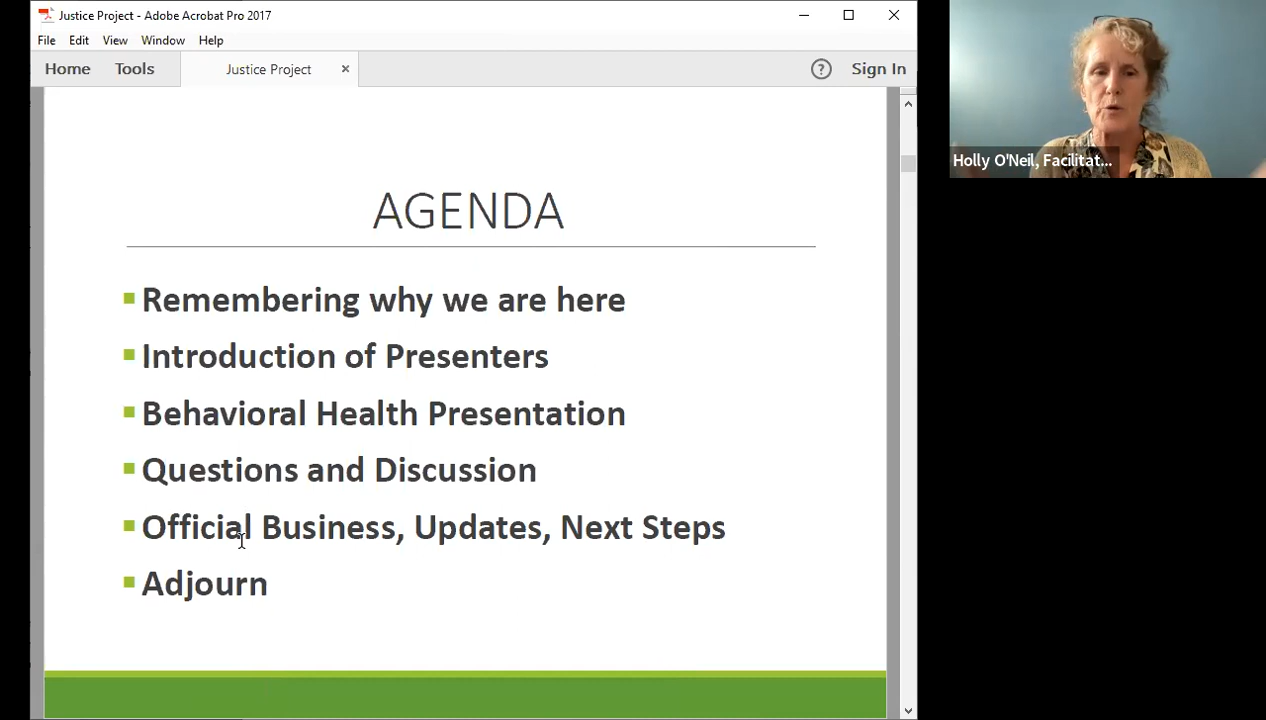 Justice Project - Adobe Acrobat Pro 2017
File Edit View Window Help
Home Tools Justice Project × ? Sign In
AGENDA
Remembering why we are here
Introduction of Presenters
Behavioral Health Presentation
Questions and Discussion
Official Business, Updates, Next Steps
Adjourn
Holly O'Neil, Facilitat...